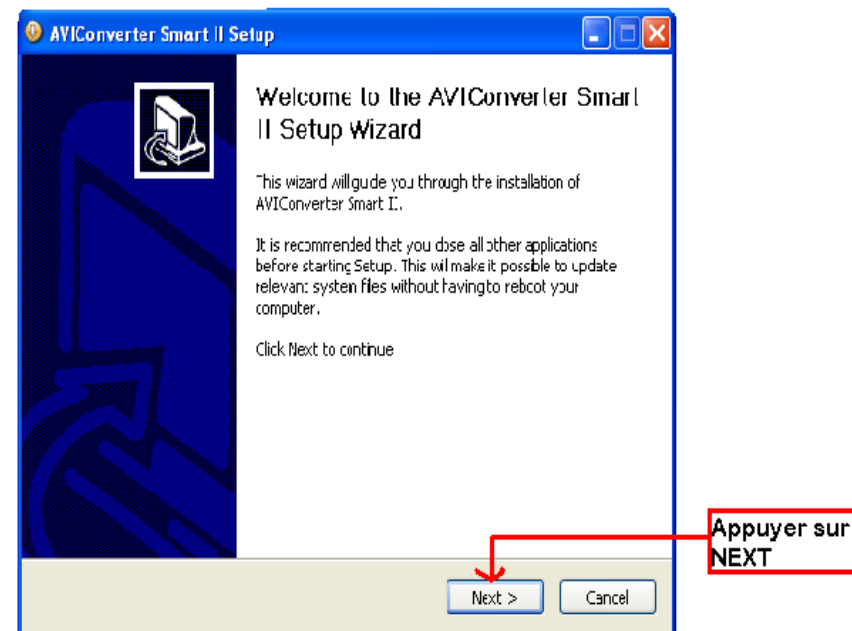 AVIConverter Smart II Setup
Welcome to the AVIConverter Smart
II Setup Wizard
This wizard will guide you through the installation of
AVIConverter Smart II.
It is recommended that you close all other applications
before starting Setup. This will make it possible to update
relevant system files without having to reboot your
computer.
Click Next to continue
Appuyer sur
NEXT
Next >
Cancel